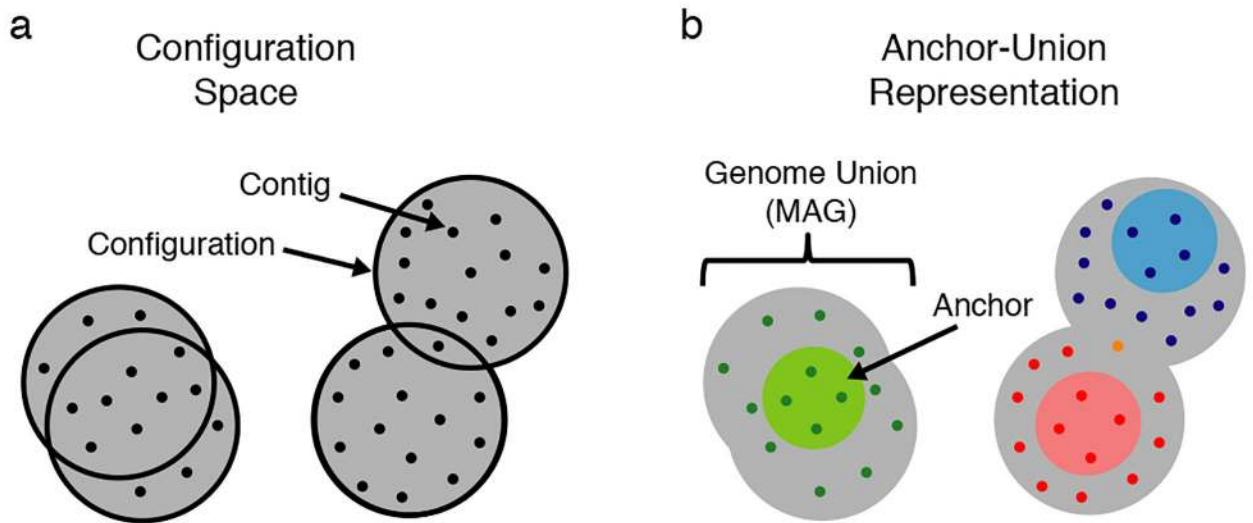 a
Configuration
Space
Contig
Configuration
b
Anchor-Union
Representation
Genome Union
(MAG)
Anchor